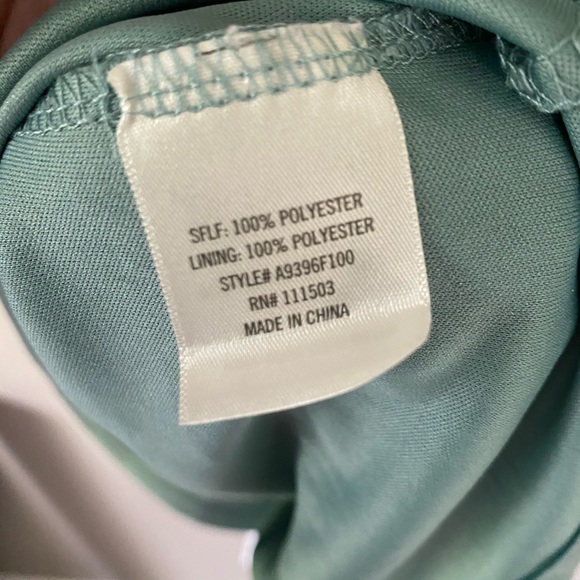 SFLF: 100% POLYESTER
LINING: 100% POLYESTER
STYLE# A9396F100
RN# 111503
MADE IN CHINA